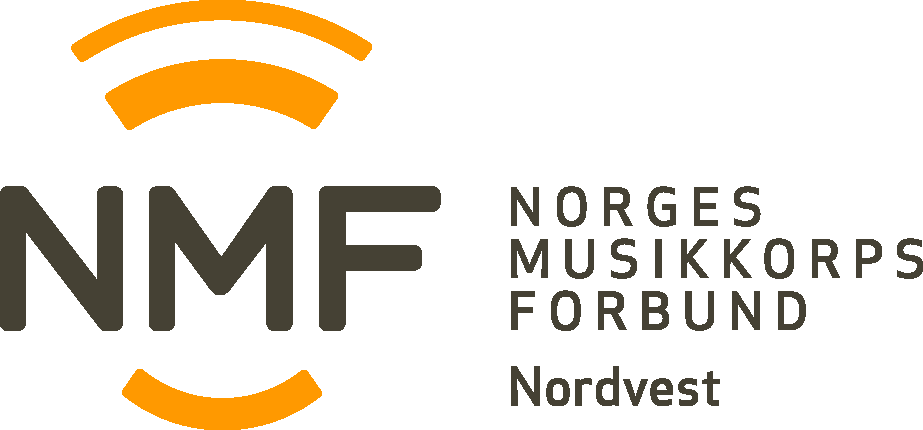 NMF
NORGES
MUSIKKORPS
FORBUND
Nordvest